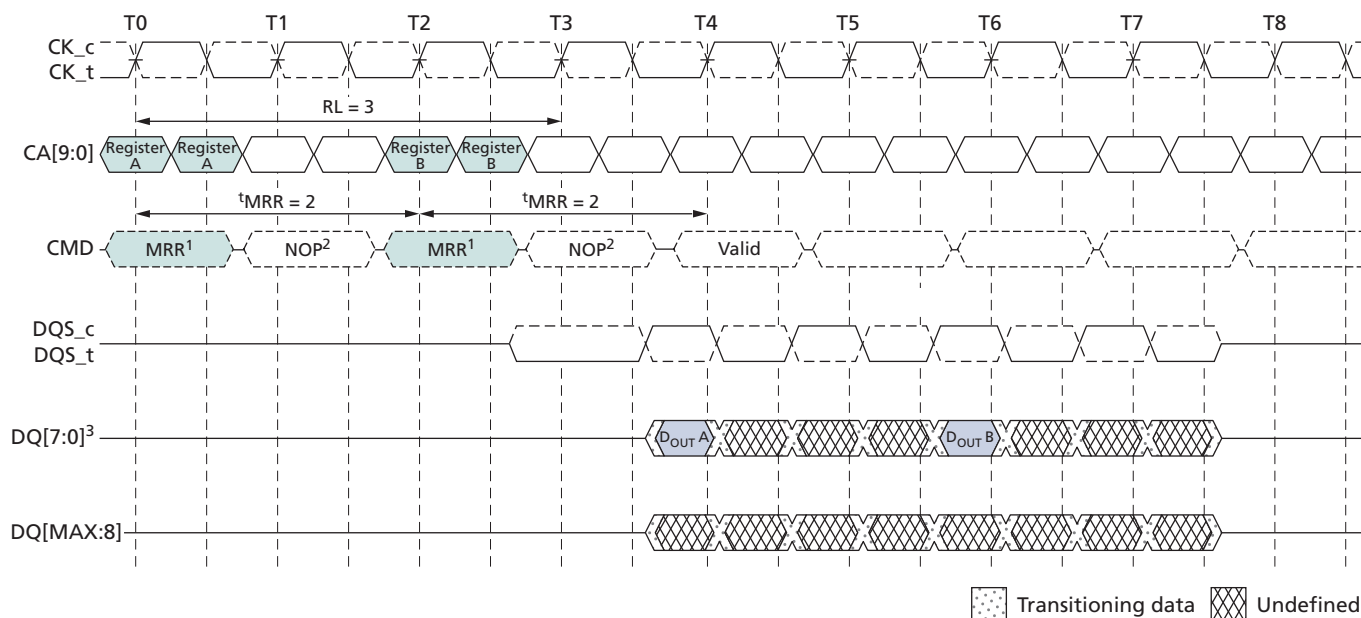 T0 T1 T2 T3 T4 T5 T6 T7 T8
CK_c
CK_t
RL = 3
CA[9:0]
Register A
Register A
Register B
Register B
tMRR = 2
tMRR = 2
CMD
MRR1
NOP2
MRR1
NOP2
Valid
DQS_c
DQS_t
DQ[7:0]3
DOUT A
DOUT B
DQ[MAX:8]
Transitioning data
Undefined